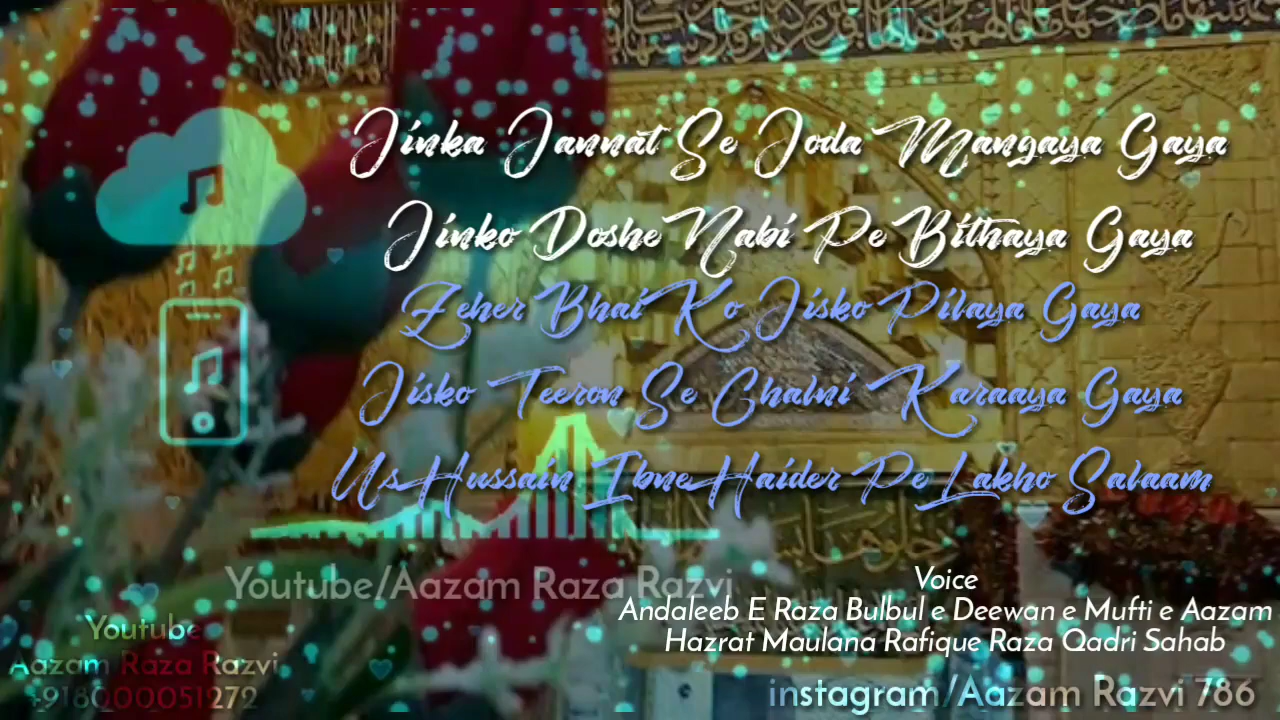 Jinka Jannat Se Joda Mangaya Gaya
Jinko Doshe Nabi Pe Bithaya Gaya
Zeher Bhai Ko Jisko Pilaya Gaya
Jisko Teeron Se Chalni Karaaya Gaya
Us Hussain Ibne Haider Pe Lakho Salaam
Youtube/Aazam Raza Razvi
Voice
Andaleeb E Raza Bulbul e Deewan e Mufti e Aazam
Hazrat Maulana Rafique Raza Qadri Sahab
Youtube
Aazam Raza Razvi
+918000051272
instagram/Aazam Razvi 786